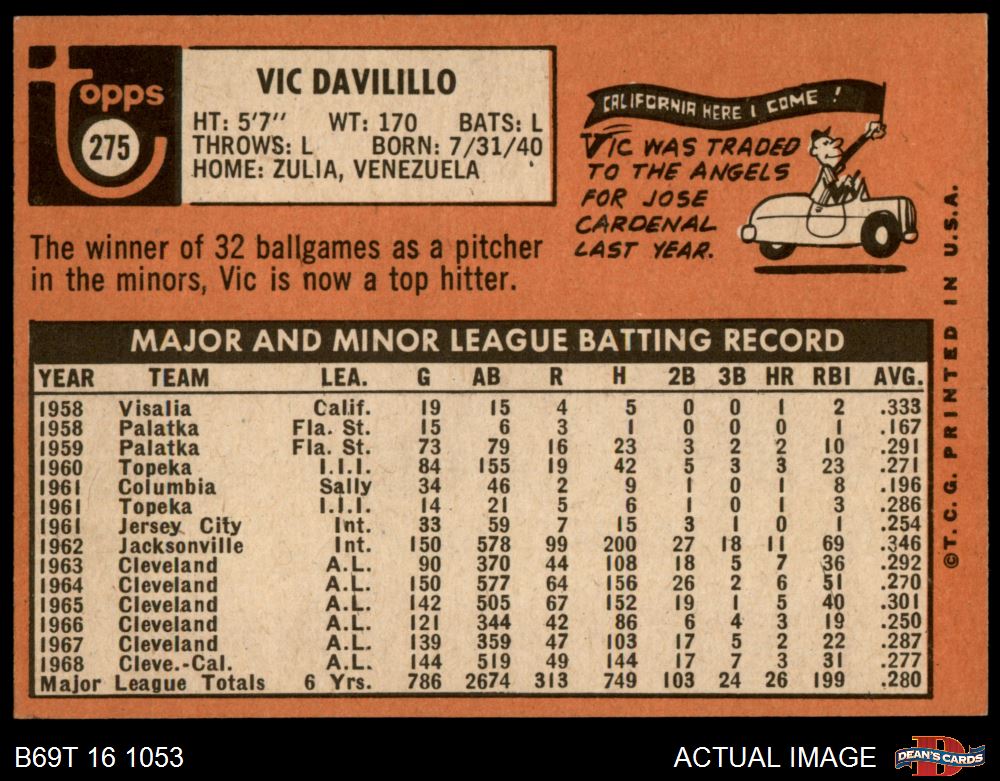 topps
275
VIC DAVILILLO
HT: 5'7" WT: 170 BATS: L
THROWS: L BORN: 7/31/40
HOME: ZULIA, VENEZUELA
CALIFORNIA HERE I COME!
VIC WAS TRADED
TO THE ANGELS
FOR JOSE
CARDENAL
LAST YEAR.
The winner of 32 ballgames as a pitcher
in the minors, Vic is now a top hitter.
MAJOR AND MINOR LEAGUE BATTING RECORD
YEAR TEAM LEA. G AB R H 2B 3B HR RBI AVG.
1958 Visalia Calif. 19 15 4 5 0 0 1 2 .333
1958 Palatka Fla. St. 15 6 3 1 0 0 0 1 .167
1959 Palatka Fla. St. 73 79 16 23 3 2 2 10 .291
1960 Topeka I.I.I. 84 155 19 42 5 3 3 23 .271
1961 Columbia Sally 34 46 2 9 1 0 1 8 .196
1961 Topeka I.I.I. 14 21 5 6 1 0 1 3 .286
1961 Jersey City Int. 33 59 7 15 3 1 0 1 .254
1962 Jacksonville Int. 150 578 99 200 27 18 11 69 .346
1963 Cleveland A.L. 90 370 44 108 18 5 7 36 .292
1964 Cleveland A.L. 150 577 64 156 26 2 6 51 .270
1965 Cleveland A.L. 142 505 67 152 19 1 5 40 .301
1966 Cleveland A.L. 121 344 42 86 6 4 3 19 .250
1967 Cleveland A.L. 139 359 47 103 17 5 2 22 .287
1968 Cleve.-Cal. A.L. 144 519 49 144 17 7 3 31 .277
Major League Totals 6 Yrs. 786 2674 313 749 103 24 26 199 .280
©T.C.G. PRINTED IN U.S.A.
B69T 16 1053
ACTUAL IMAGE
DEAN'S CARDS